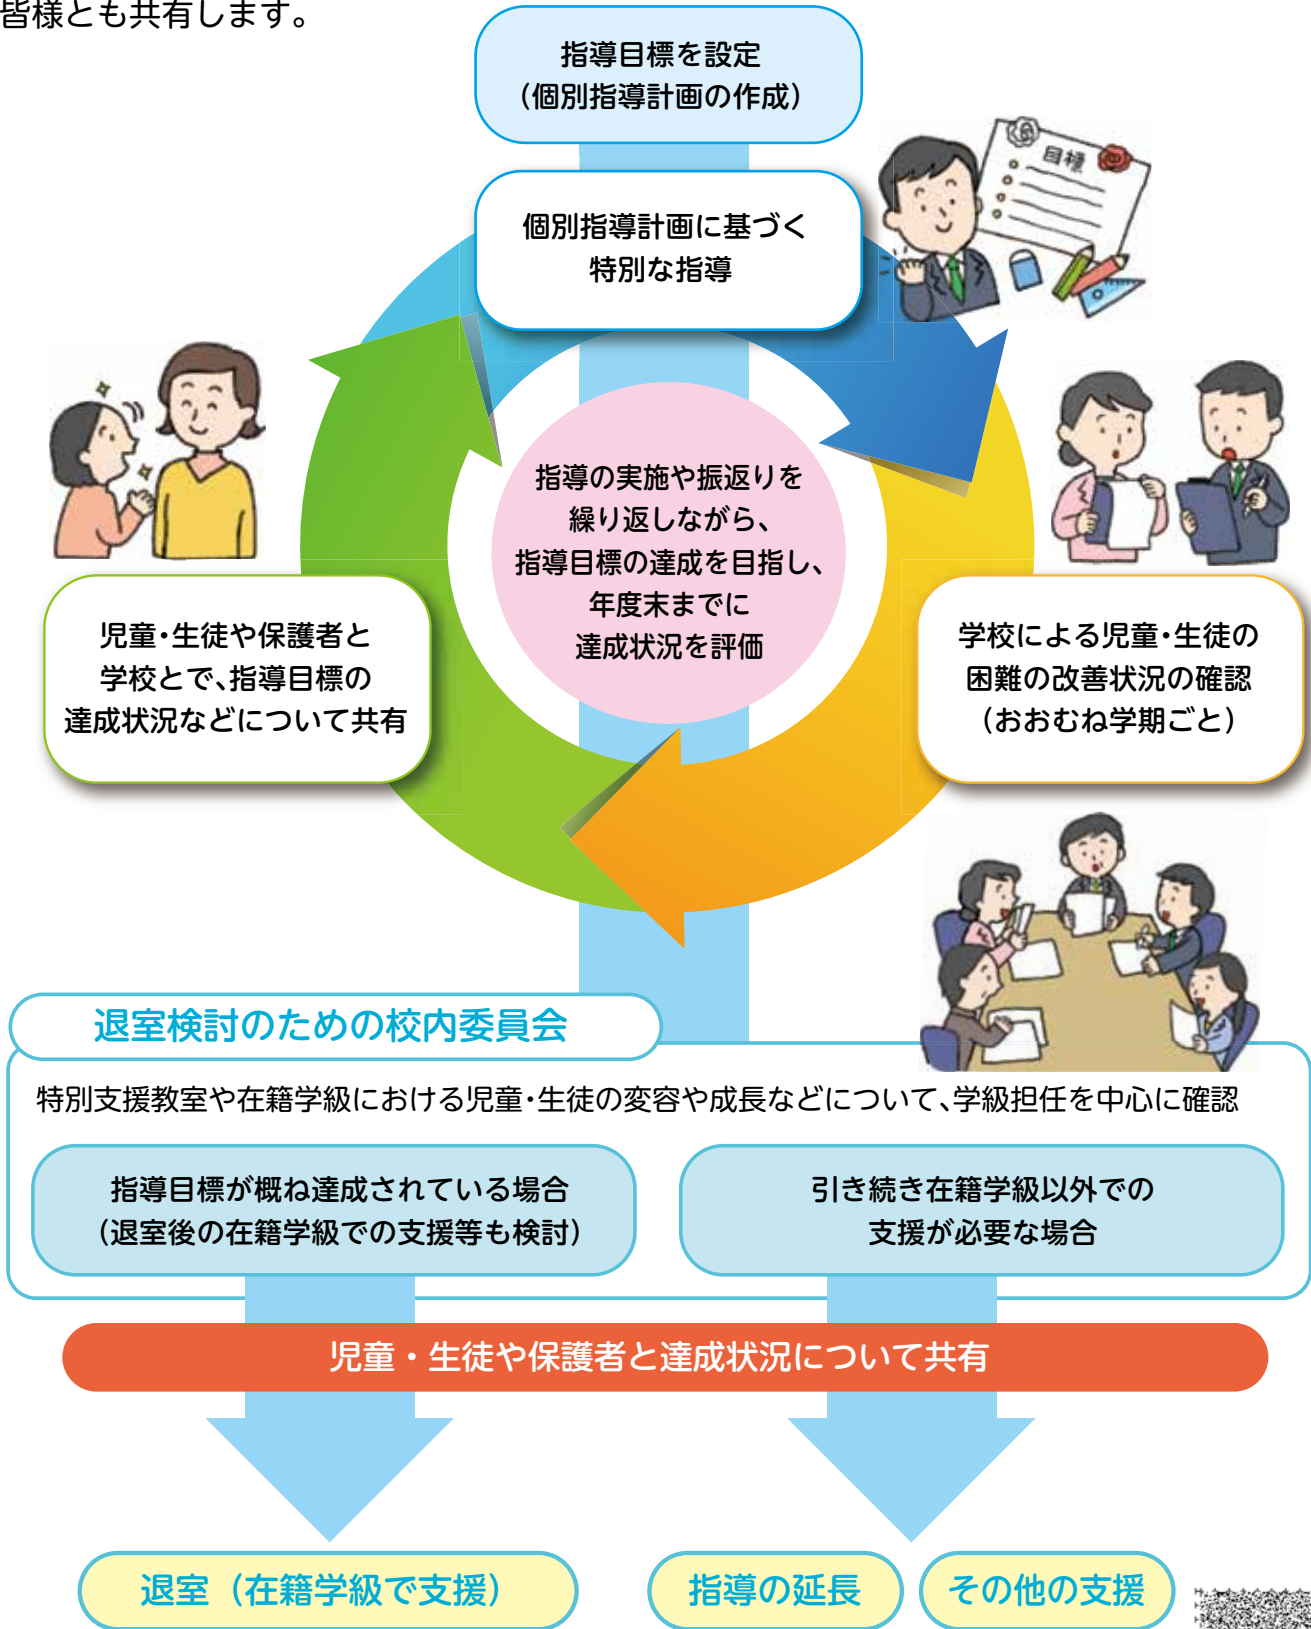 皆様とも共有します。
指導目標を設定
（個別指導計画の作成）
個別指導計画に基づく
特別な指導
目標
指導の実施や振返りを
繰り返しながら、
指導目標の達成を目指し、
年度末までに
達成状況を評価
児童・生徒や保護者と
学校とで、指導目標の
達成状況などについて共有
学校による児童・生徒の
困難の改善状況の確認
（おおむね学期ごと）
退室検討のための校内委員会
特別支援教室や在籍学級における児童・生徒の変容や成長などについて、学級担任を中心に確認
指導目標が概ね達成されている場合
（退室後の在籍学級での支援等も検討）
引き続き在籍学級以外での
支援が必要な場合
児童・生徒や保護者と達成状況について共有
退室（在籍学級で支援）
指導の延長
その他の支援